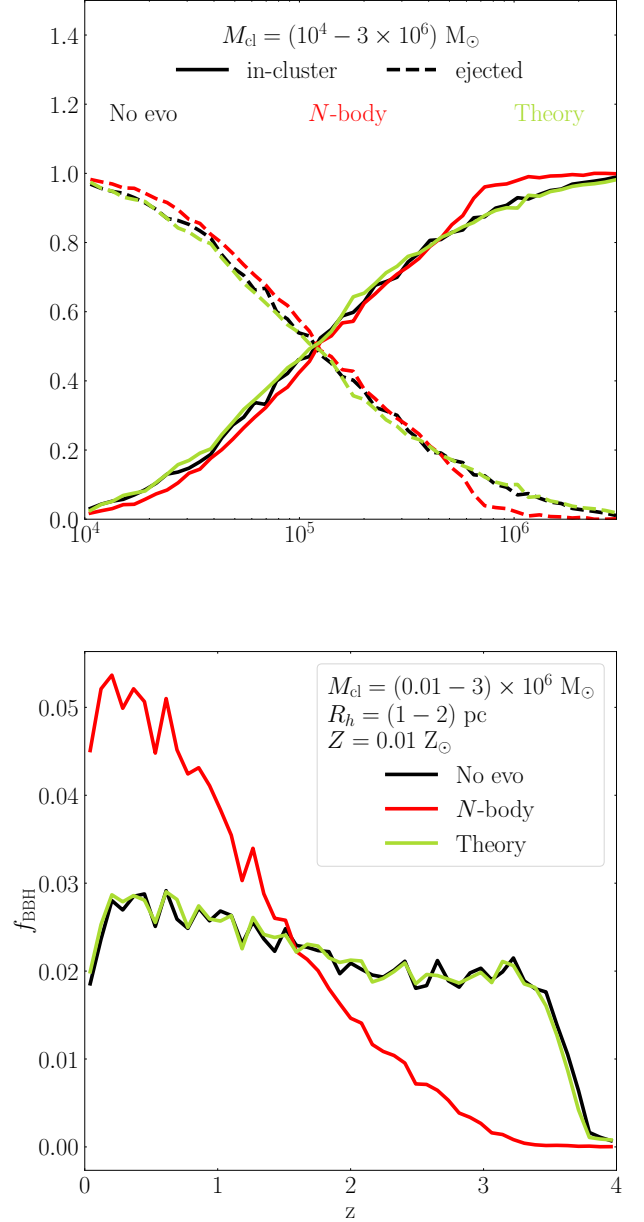 1.4
M_cl = (10^4 − 3 × 10^6) M_⊙
in-cluster ejected
1.2
No evo N-body Theory
1.0
0.8
0.6
0.4
0.2
0.0
10^4 10^5 10^6
0.05
0.04
0.03
0.02
0.01
0.00
f_BBH
M_cl = (0.01 − 3) × 10^6 M_⊙
R_h = (1 − 2) pc
Z = 0.01 Z_⊙
No evo
N-body
Theory
0 1 2 3 4
z